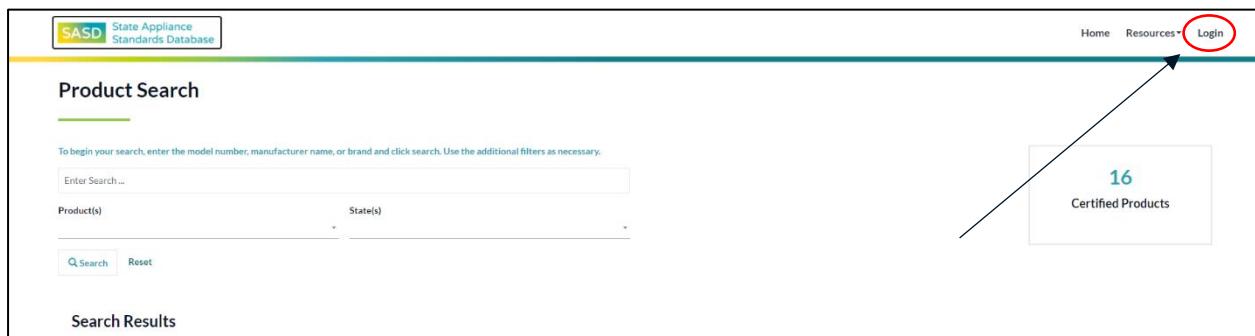 SASD State Appliance
Standards Database
Home Resources Login
Product Search
To begin your search, enter the model number, manufacturer name, or brand and click search. Use the additional filters as necessary.
Enter Search ...
Product(s) State(s)
Search Reset
16
Certified Products
Search Results